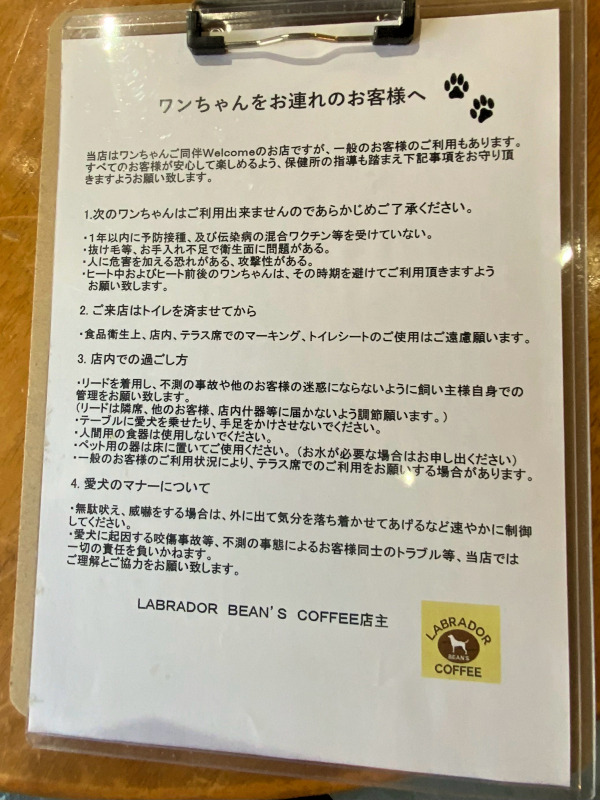 ワンちゃんをお連れのお客様へ
当店はワンちゃんご同伴Welcomeのお店ですが、一般のお客様のご利用もあります。
すべてのお客様が安心して楽しめるよう、保健所の指導も踏まえ下記事項をお守り頂
きますようお願い致します。
1.次のワンちゃんはご利用出来ませんのであらかじめご了承ください。
・1年以内に予防接種、及び伝染病の混合ワクチン等を受けていない。
・抜け毛等、お手入れ不足で衛生面に問題がある。
・人に危害を加える恐れがある、攻撃性がある。
・ヒート中およびヒート前後のワンちゃんは、その時期を避けてご利用頂きますよう
お願い致します。
2. ご来店はトイレを済ませてから
・食品衛生上、店内、テラス席でのマーキング、トイレシートのご使用はご遠慮願います。
3. 店内での過ごし方
・リードを着用し、不測の事故や他のお客様の迷惑にならないように飼い主様自身での
管理をお願い致します。
(リードは隣席、他のお客様、店内什器等に届かないよう調節願います。)
・テーブルに愛犬を乗せたり、手足をかけさせないでください。
・人間用の食器は使用しないでください。
・ペット用の器は床に置いてご使用ください。(お水が必要な場合はお申し出ください)
・一般のお客様のご利用状況により、テラス席でのご利用をお願いする場合があります。
4. 愛犬のマナーについて
・無駄吠え、威嚇をする場合は、外に出て気分を落ち着かせてあげるなど速やかに制御
してください。
・愛犬に起因する咬傷事故等、不測の事態によるお客様同士のトラブル等、当店では
一切の責任を負いかねます。
ご理解とご協力をお願い致します。
LABRADOR BEAN'S COFFEE店主
LABRADOR
BEAN'S
COFFEE